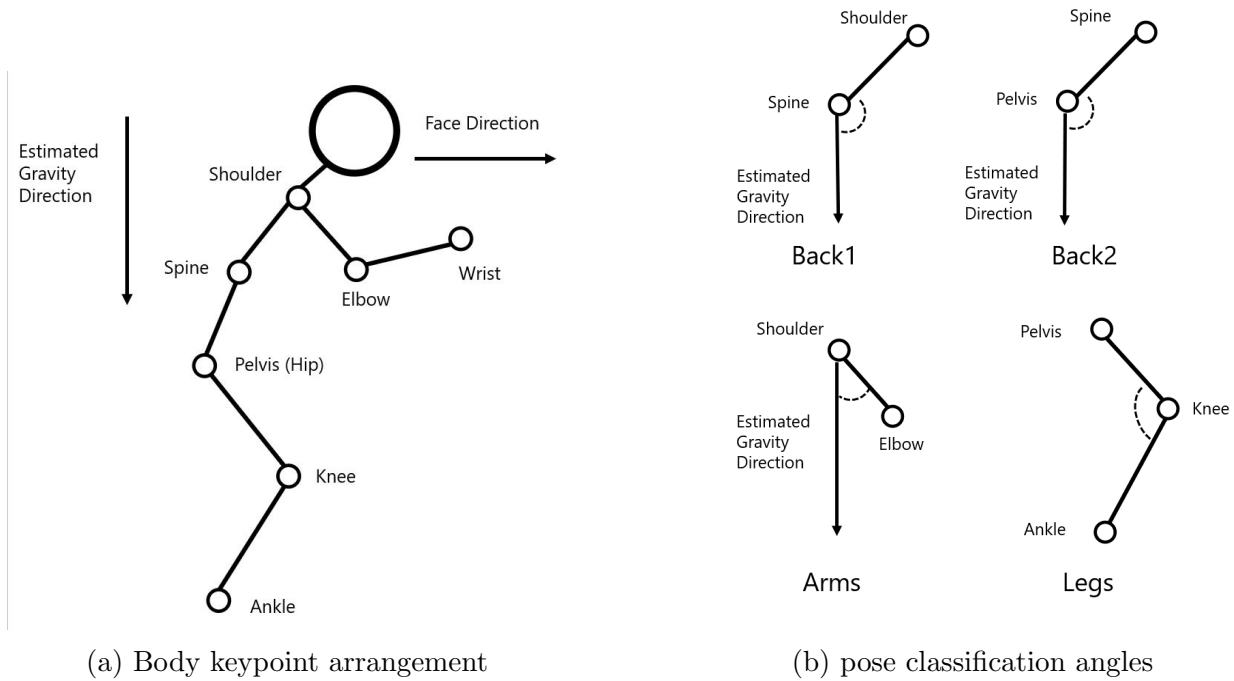 Estimated
Gravity
Direction
Face Direction
Shoulder
Spine
Elbow
Wrist
Pelvis (Hip)
Knee
Ankle
(a) Body keypoint arrangement
Shoulder
Spine
Estimated
Gravity
Direction
Back1
Spine
Pelvis
Estimated
Gravity
Direction
Back2
Shoulder
Estimated
Gravity
Direction
Elbow
Arms
Pelvis
Knee
Ankle
Legs
(b) pose classification angles